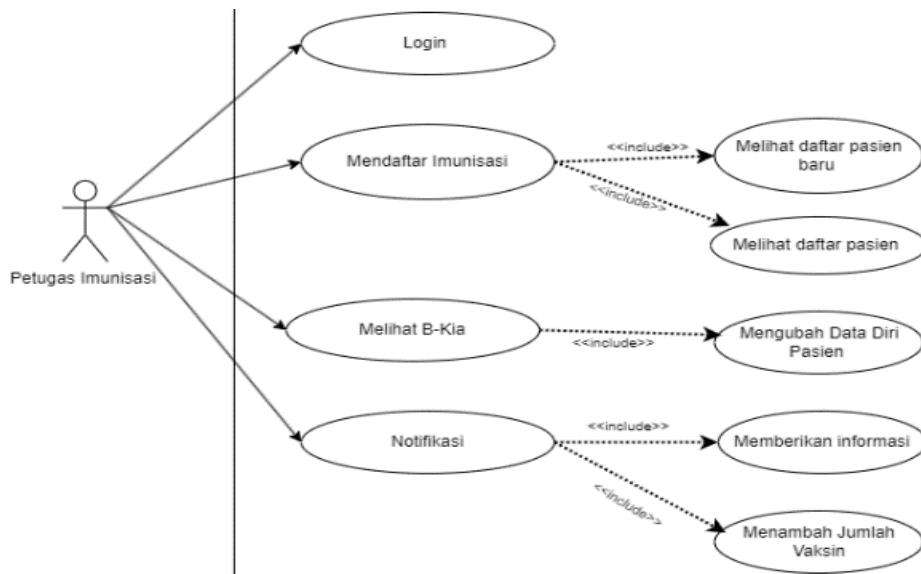 Login
Mendaftar Imunisasi
<<include>>
Melihat daftar pasien
baru
<<include>>
Melihat daftar pasien
Petugas Imunisasi
Melihat B-Kia
<<include>>
Mengubah Data Diri
Pasien
Notifikasi
<<include>>
Memberikan informasi
<<include>>
Menambah Jumlah
Vaksin